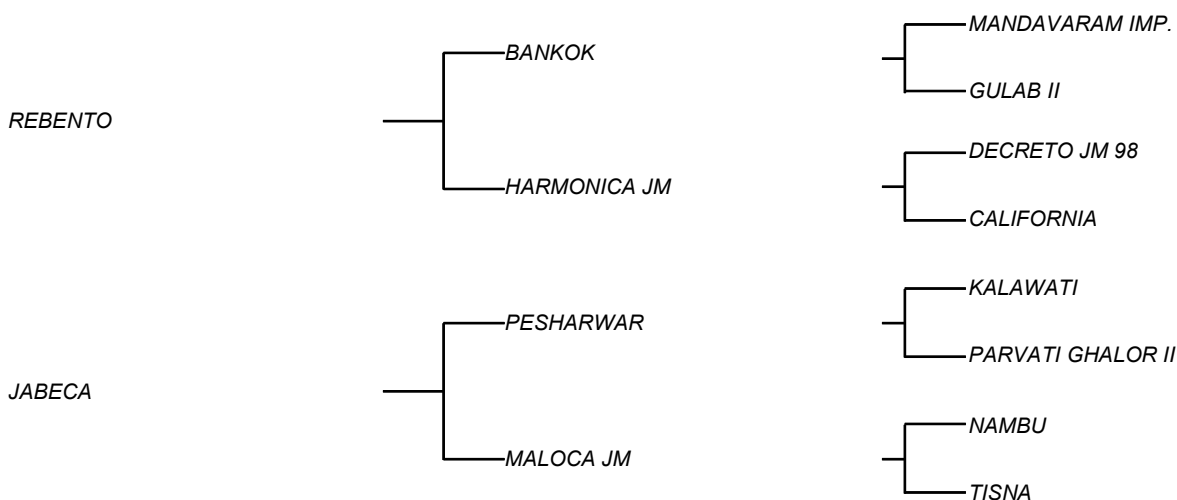 MANDAVARAM IMP.
BANKOK
GULAB II
REBENTO
DECRETO JM 98
HARMONICA JM
CALIFORNIA
KALAWATI
PESHARWAR
PARVATI GHALOR II
JABECA
NAMBU
MALOCA JM
TISNA